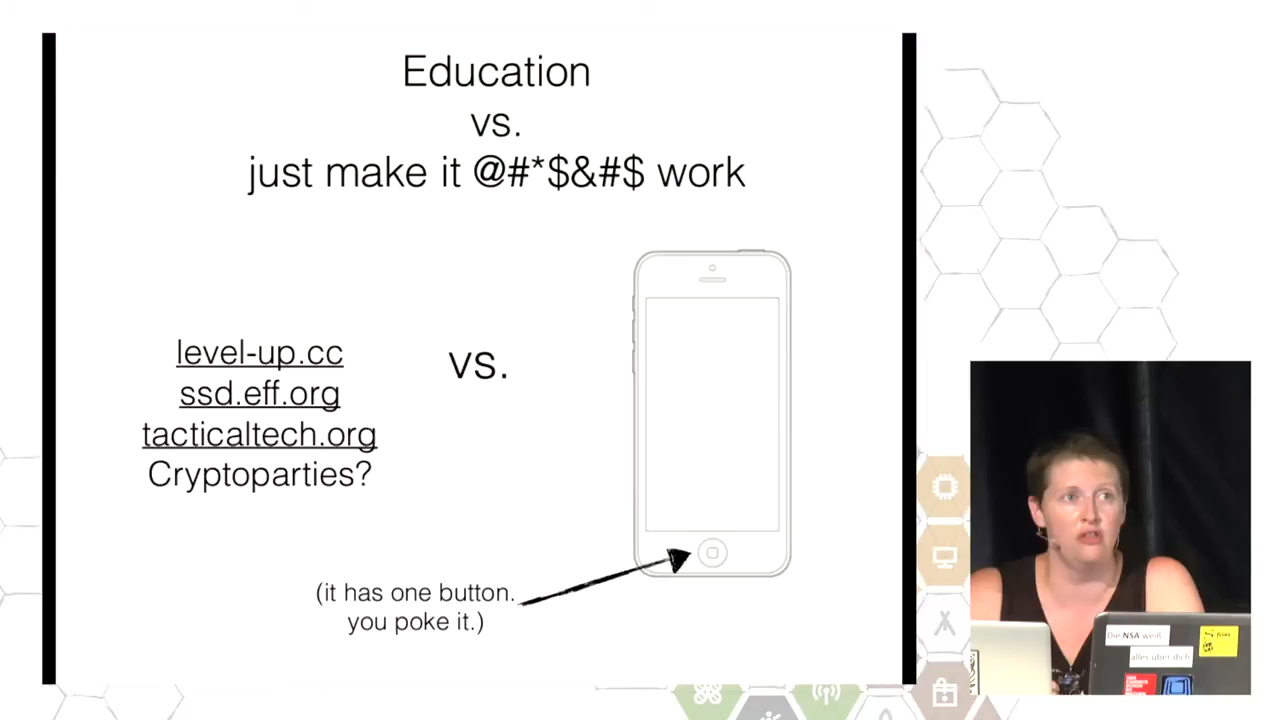 Education
vs.
just make it @#*$&#$ work
level-up.cc
ssd.eff.org
tacticaltech.org
Cryptoparties?
vs.
(it has one button.
you poke it.)
Die NSA weiß
alles über dich